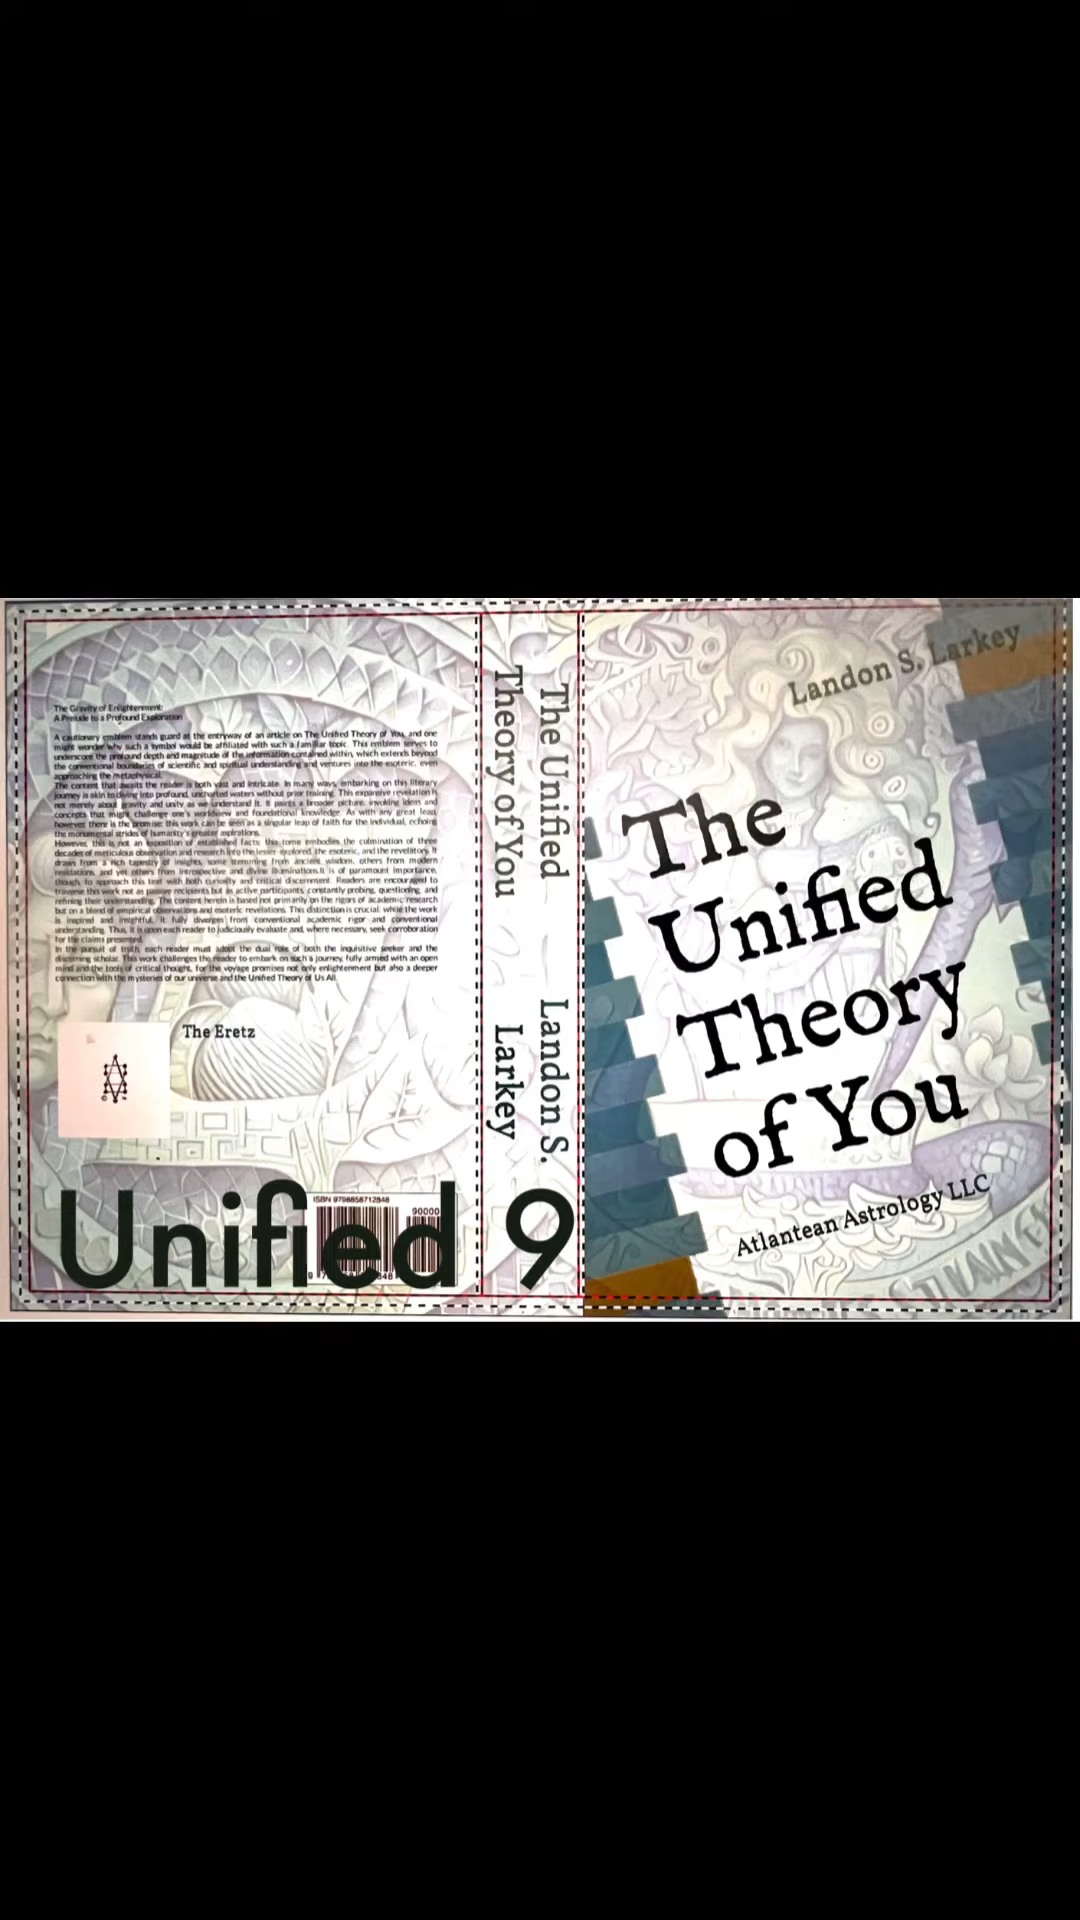 The Gravity of Enlightenment:
A Prelude to a Profound Exploration
A cautionary emblem stands guard at the entryway of an article on The Unified Theory of You, and one
might wonder why such a symbol would be affiliated with such a familiar topic. This emblem serves to
underscore the profound depth and magnitude of the information contained within, which extends beyond
the conventional boundaries of scientific and spiritual understanding and ventures into the esoteric, even
approaching the metaphysical.
The content that awaits the reader is both vast and intricate. In many ways, embarking on this literary
journey is akin to diving into profound, uncharted waters without prior training. This expansive revelation is
not merely about gravity and unity as we understand it. It paints a broader picture, invoking ideas and
concepts that might challenge one's worldview and foundational knowledge. As with any great leap,
however, there is the promise: this work can be seen as a singular leap of faith for the individual, echoing
the monumental strides of humanity's greater aspirations.
However, this is not an exposition of established facts; this tome embodies the culmination of three
decades of meticulous observation and research into the lesser explored, the esoteric, and the revelatory. It
draws from a rich tapestry of insights, some stemming from ancient wisdom, others from modern
revelations, and yet others from introspective and divine illuminations.It is of paramount importance,
though, to approach this text with both curiosity and critical discernment. Readers are encouraged to
traverse this work not as passive recipients but as active participants, constantly probing, questioning, and
refining their understanding. The content herein is based not primarily on the rigors of academic research
but on a blend of empirical observations and esoteric revelations. This distinction is crucial: while the work
is inspired and insightful, it fully diverges from conventional academic rigor and conventional
understanding. Thus, it is upon each reader to judiciously evaluate and, where necessary, seek corroboration
for the claims presented.
In the pursuit of truth, each reader must adopt the dual role of both the inquisitive seeker and the
discerning scholar. This work challenges the reader to embark on such a journey, fully armed with an open
mind and the tools of critical thought, for the voyage promises not only enlightenment but also a deeper
connection with the mysteries of our universe and the Unified Theory of Us All.
The Eretz
Unified 9
ISBN 9798858712848
90000
The Unified
Theory of You
Landon S.
Larkey
Landon S. Larkey
The
Unified
Theory
of You
Atlantean Astrology LLC